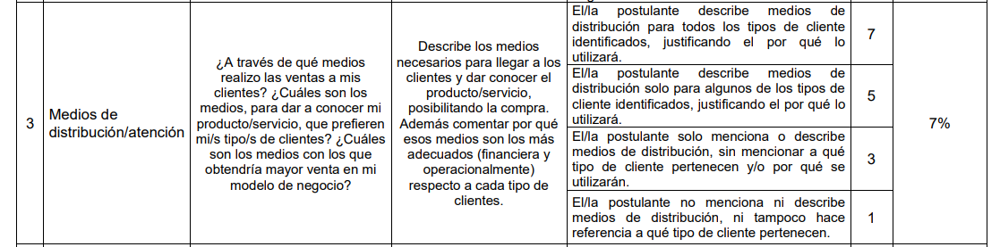 3
Medios de
distribución/atención
¿A través de qué medios
realizo las ventas a mis
clientes? ¿Cuáles son los
medios, para dar a conocer mi
producto/servicio, que prefieren
mi/s tipo/s de clientes? ¿Cuáles
son los medios con los que
obtendría mayor venta en mi
modelo de negocio?
Describe los medios
necesarios para llegar a los
clientes y dar conocer el
producto/servicio,
posibilitando la compra.
Además comentar por qué
esos medios son los más
adecuados (financiera y
operacionalmente)
respecto a cada tipo de
clientes.
El/la postulante describe medios de
distribución para todos los tipos de cliente
identificados, justificando el por qué lo
utilizará.
7
El/la postulante describe medios de
distribución solo para algunos de los tipos de
cliente identificados, justificando el por qué lo
utilizará.
5
El/la postulante solo menciona o describe
medios de distribución, sin mencionar a qué
tipo de cliente pertenecen y/o por qué se
utilizarán.
3
El/la postulante no menciona ni describe
medios de distribución, ni tampoco hace
referencia a qué tipo de cliente pertenecen.
1
7%